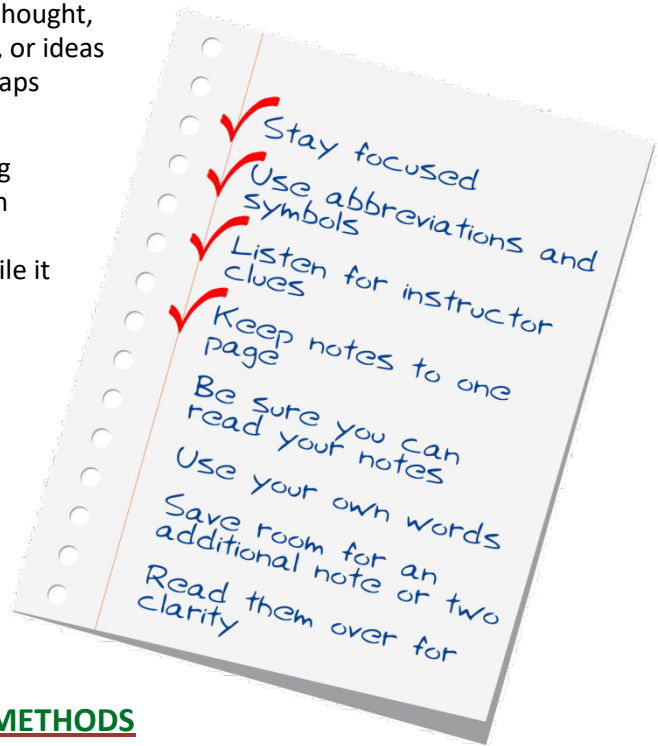 hought,
, or ideas
aps
g
n
ile it
Stay focused
Use abbreviations and
symbols
Listen for instructor
clues
Keep notes to one
page
Be sure you can
read your notes
Use your own words
Save room for an
additional note or two
Read them over for
clarity
METHODS